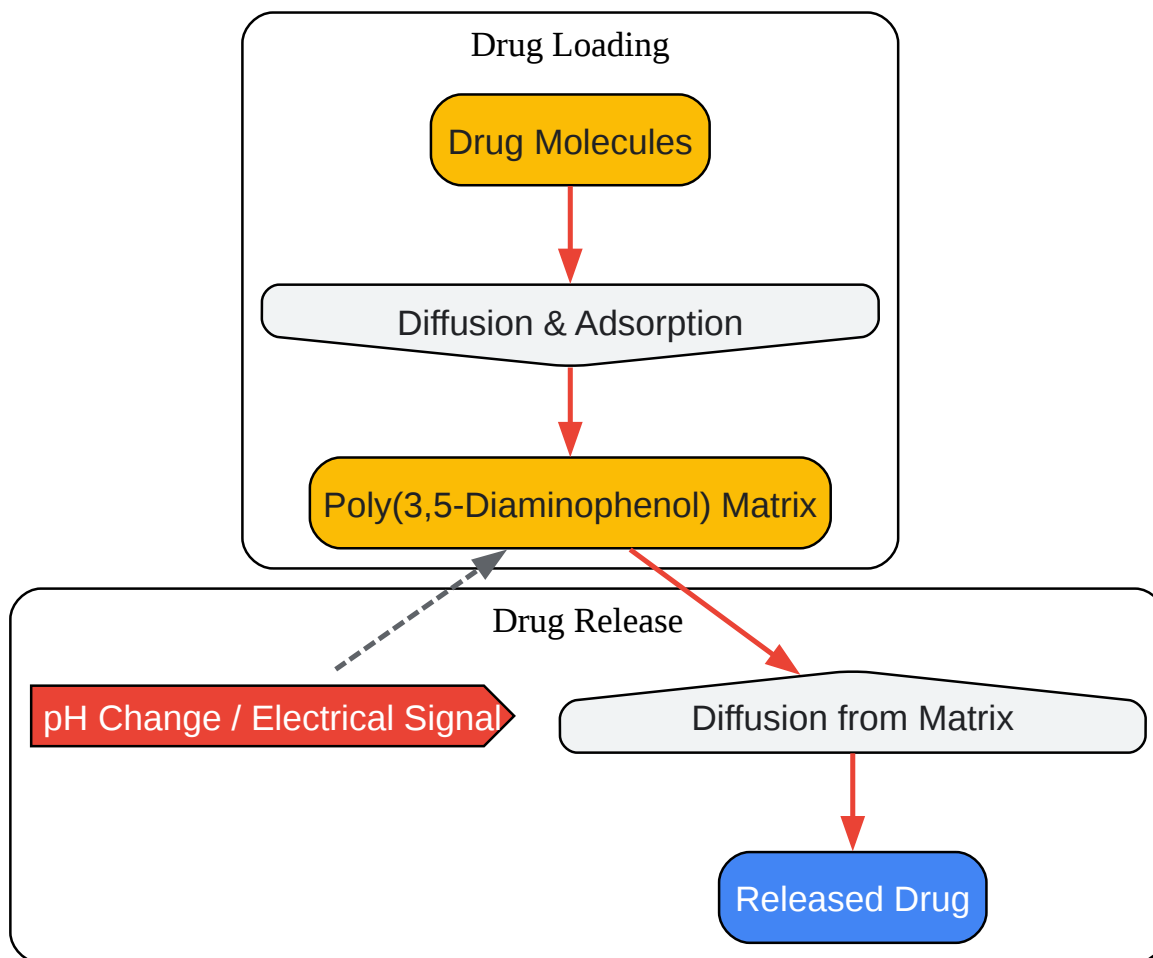 Drug Loading
Drug Molecules
Diffusion & Adsorption
Poly(3,5-Diaminophenol) Matrix
Drug Release
pH Change / Electrical Signal
Diffusion from Matrix
Released Drug